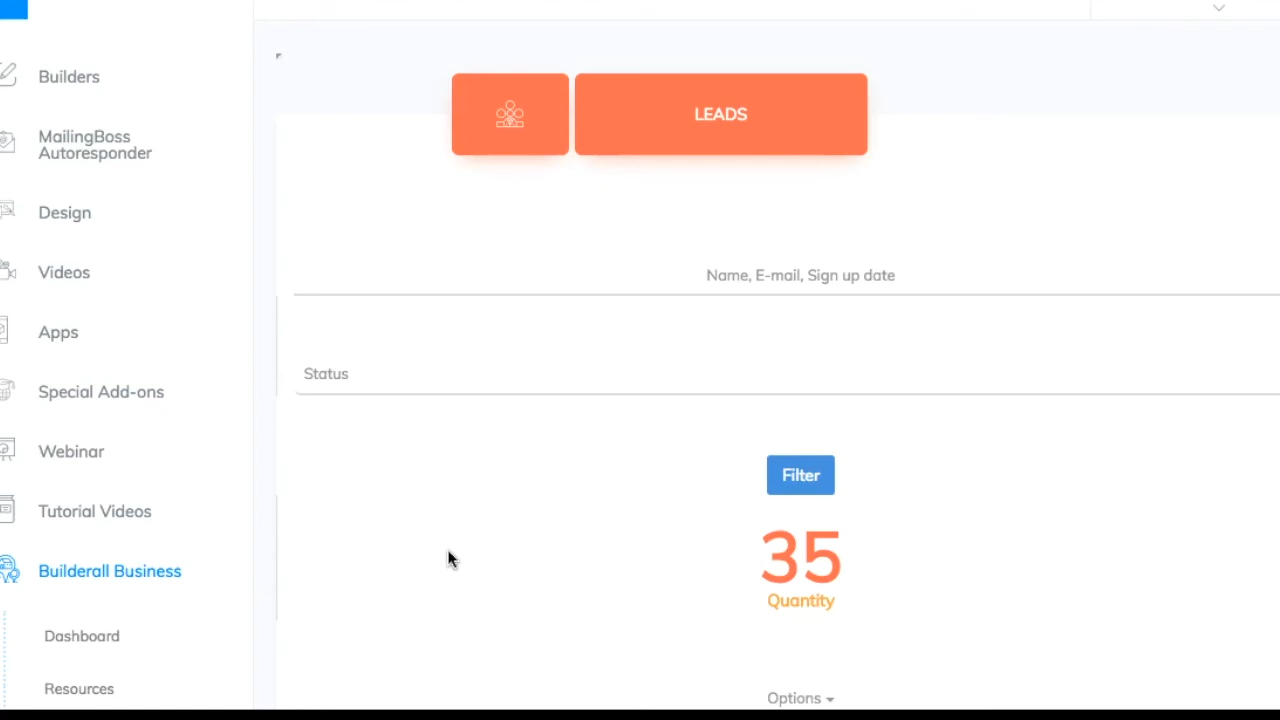 Builders
MailingBoss
Autoresponder
Design
Videos
Apps
Special Add-ons
Webinar
Tutorial Videos
Builderall Business
Dashboard
Resources
LEADS
Name, E-mail, Sign up date
Status
Filter
35
Quantity
Options